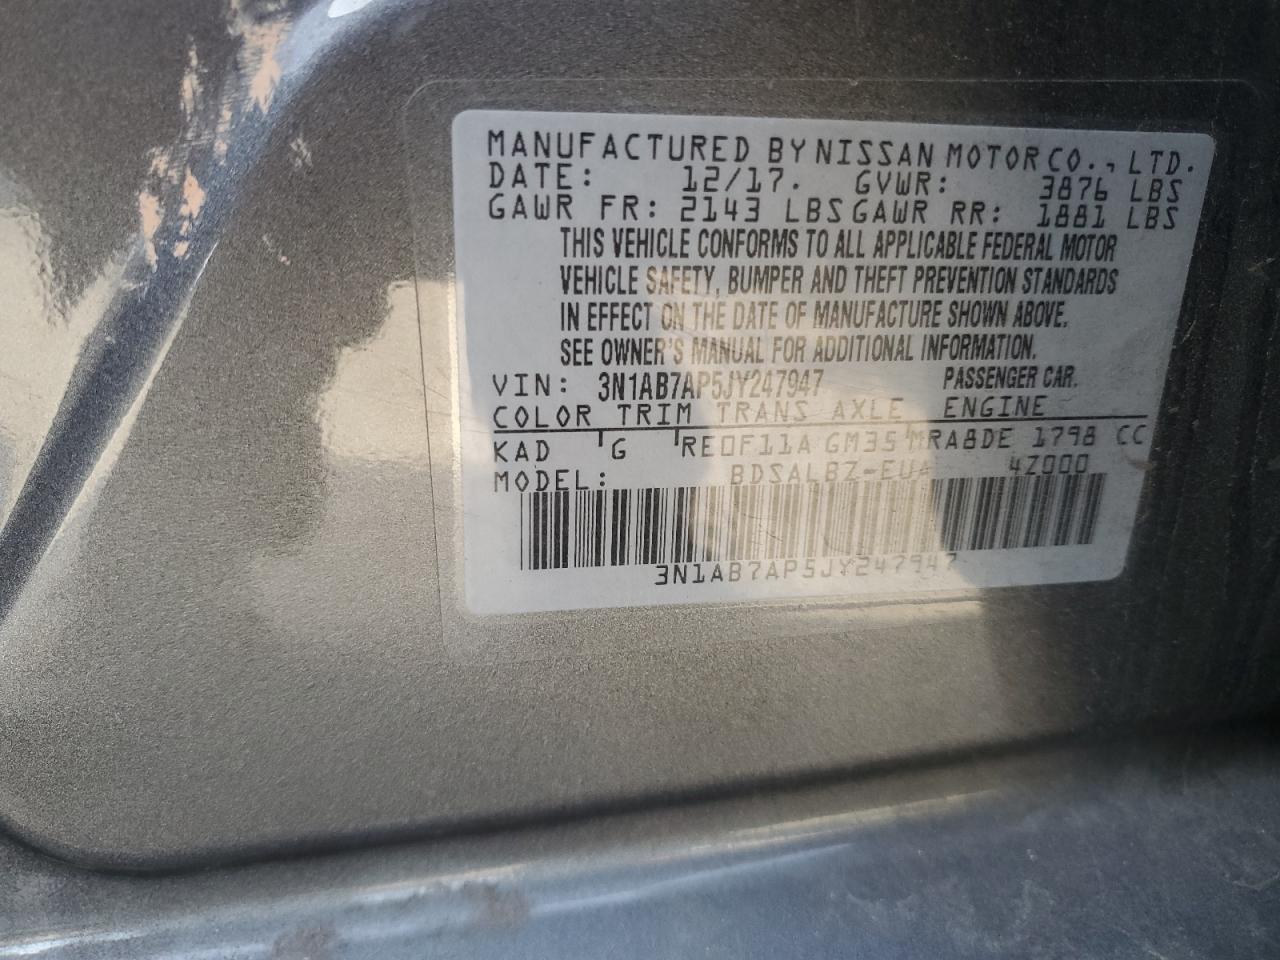 MANUFACTURED BY NISSAN MOTOR CO., LTD.
DATE: 12/17. GVWR: 3876 LBS
GAWR FR: 2143 LBS GAWR RR: 1881 LBS
THIS VEHICLE CONFORMS TO ALL APPLICABLE FEDERAL MOTOR
VEHICLE SAFETY, BUMPER AND THEFT PREVENTION STANDARDS
IN EFFECT ON THE DATE OF MANUFACTURE SHOWN ABOVE.
SEE OWNER'S MANUAL FOR ADDITIONAL INFORMATION.
VIN: 3N1AB7AP5JY247947 PASSENGER CAR.
COLOR TRIM TRANS AXLE ENGINE
KAD G RE0F11A GM35 MRA8DE 1798 CC
MODEL: BDSALBZ-EUA 4Z000
3N1AB7AP5JY247947